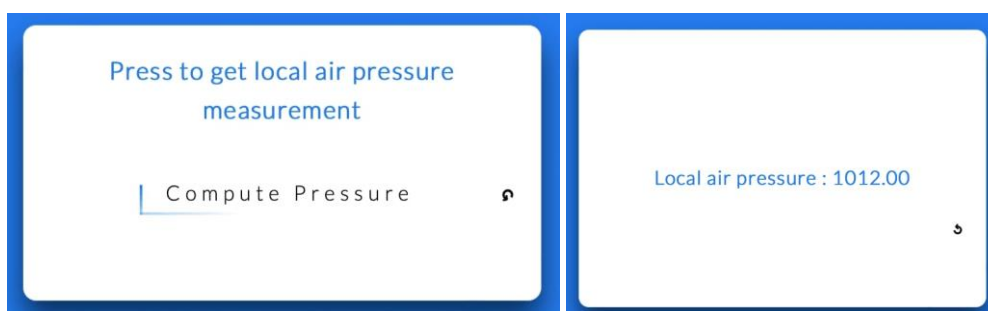 Press to get local air pressure
measurement
Compute Pressure
Local air pressure : 1012.00